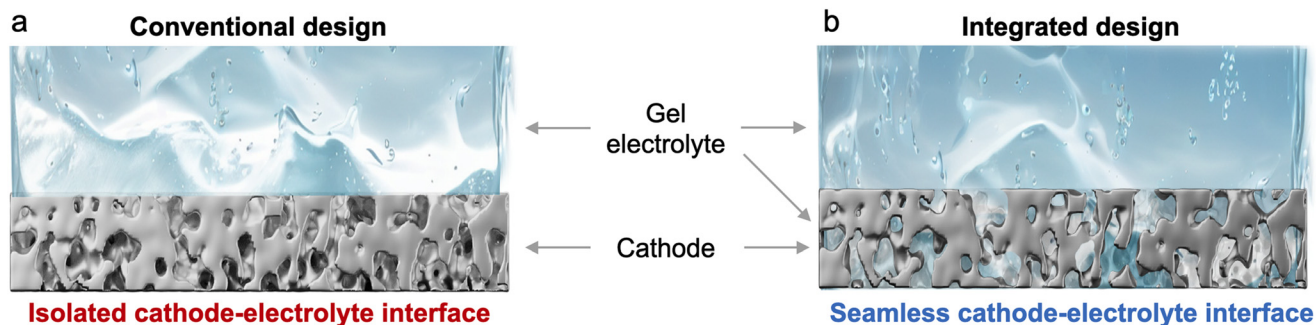 a
Conventional design
b
Integrated design
Gel
electrolyte
Cathode
Isolated cathode-electrolyte interface
Seamless cathode-electrolyte interface